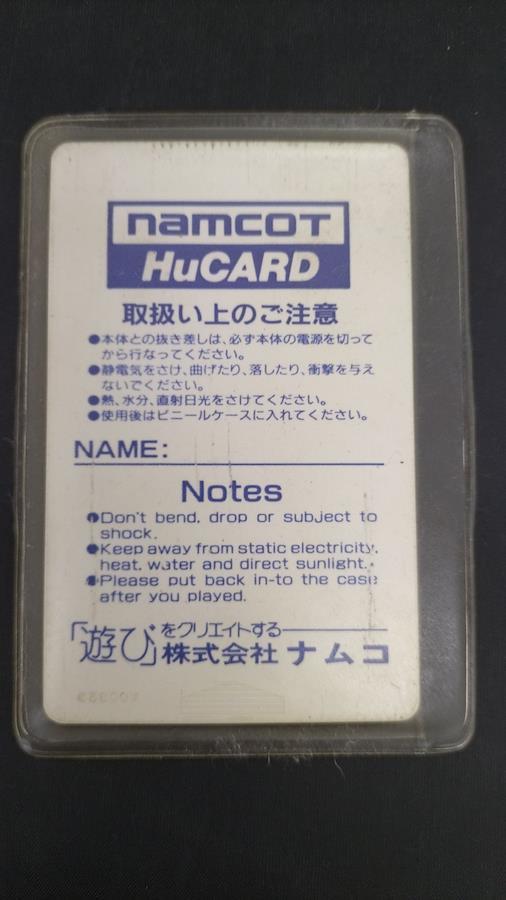 namcoT
HuCARD
取扱い上のご注意
●本体との抜き差しは、必ず本体の電源を切って
から行なってください。
●静電気をさけ、曲げたり、落したり、衝撃を与え
ないでください。
●熱、水分、直射日光をさけてください。
●使用後はビニールケースに入れてください。
NAME:
Notes
●Don't bend, drop or subject to
shock.
●Keep away from static electricity,
heat, water and direct sunlight.
●Please put back in-to the case
after you played.
「遊び」をクリエイトする
株式会社 ナムコ